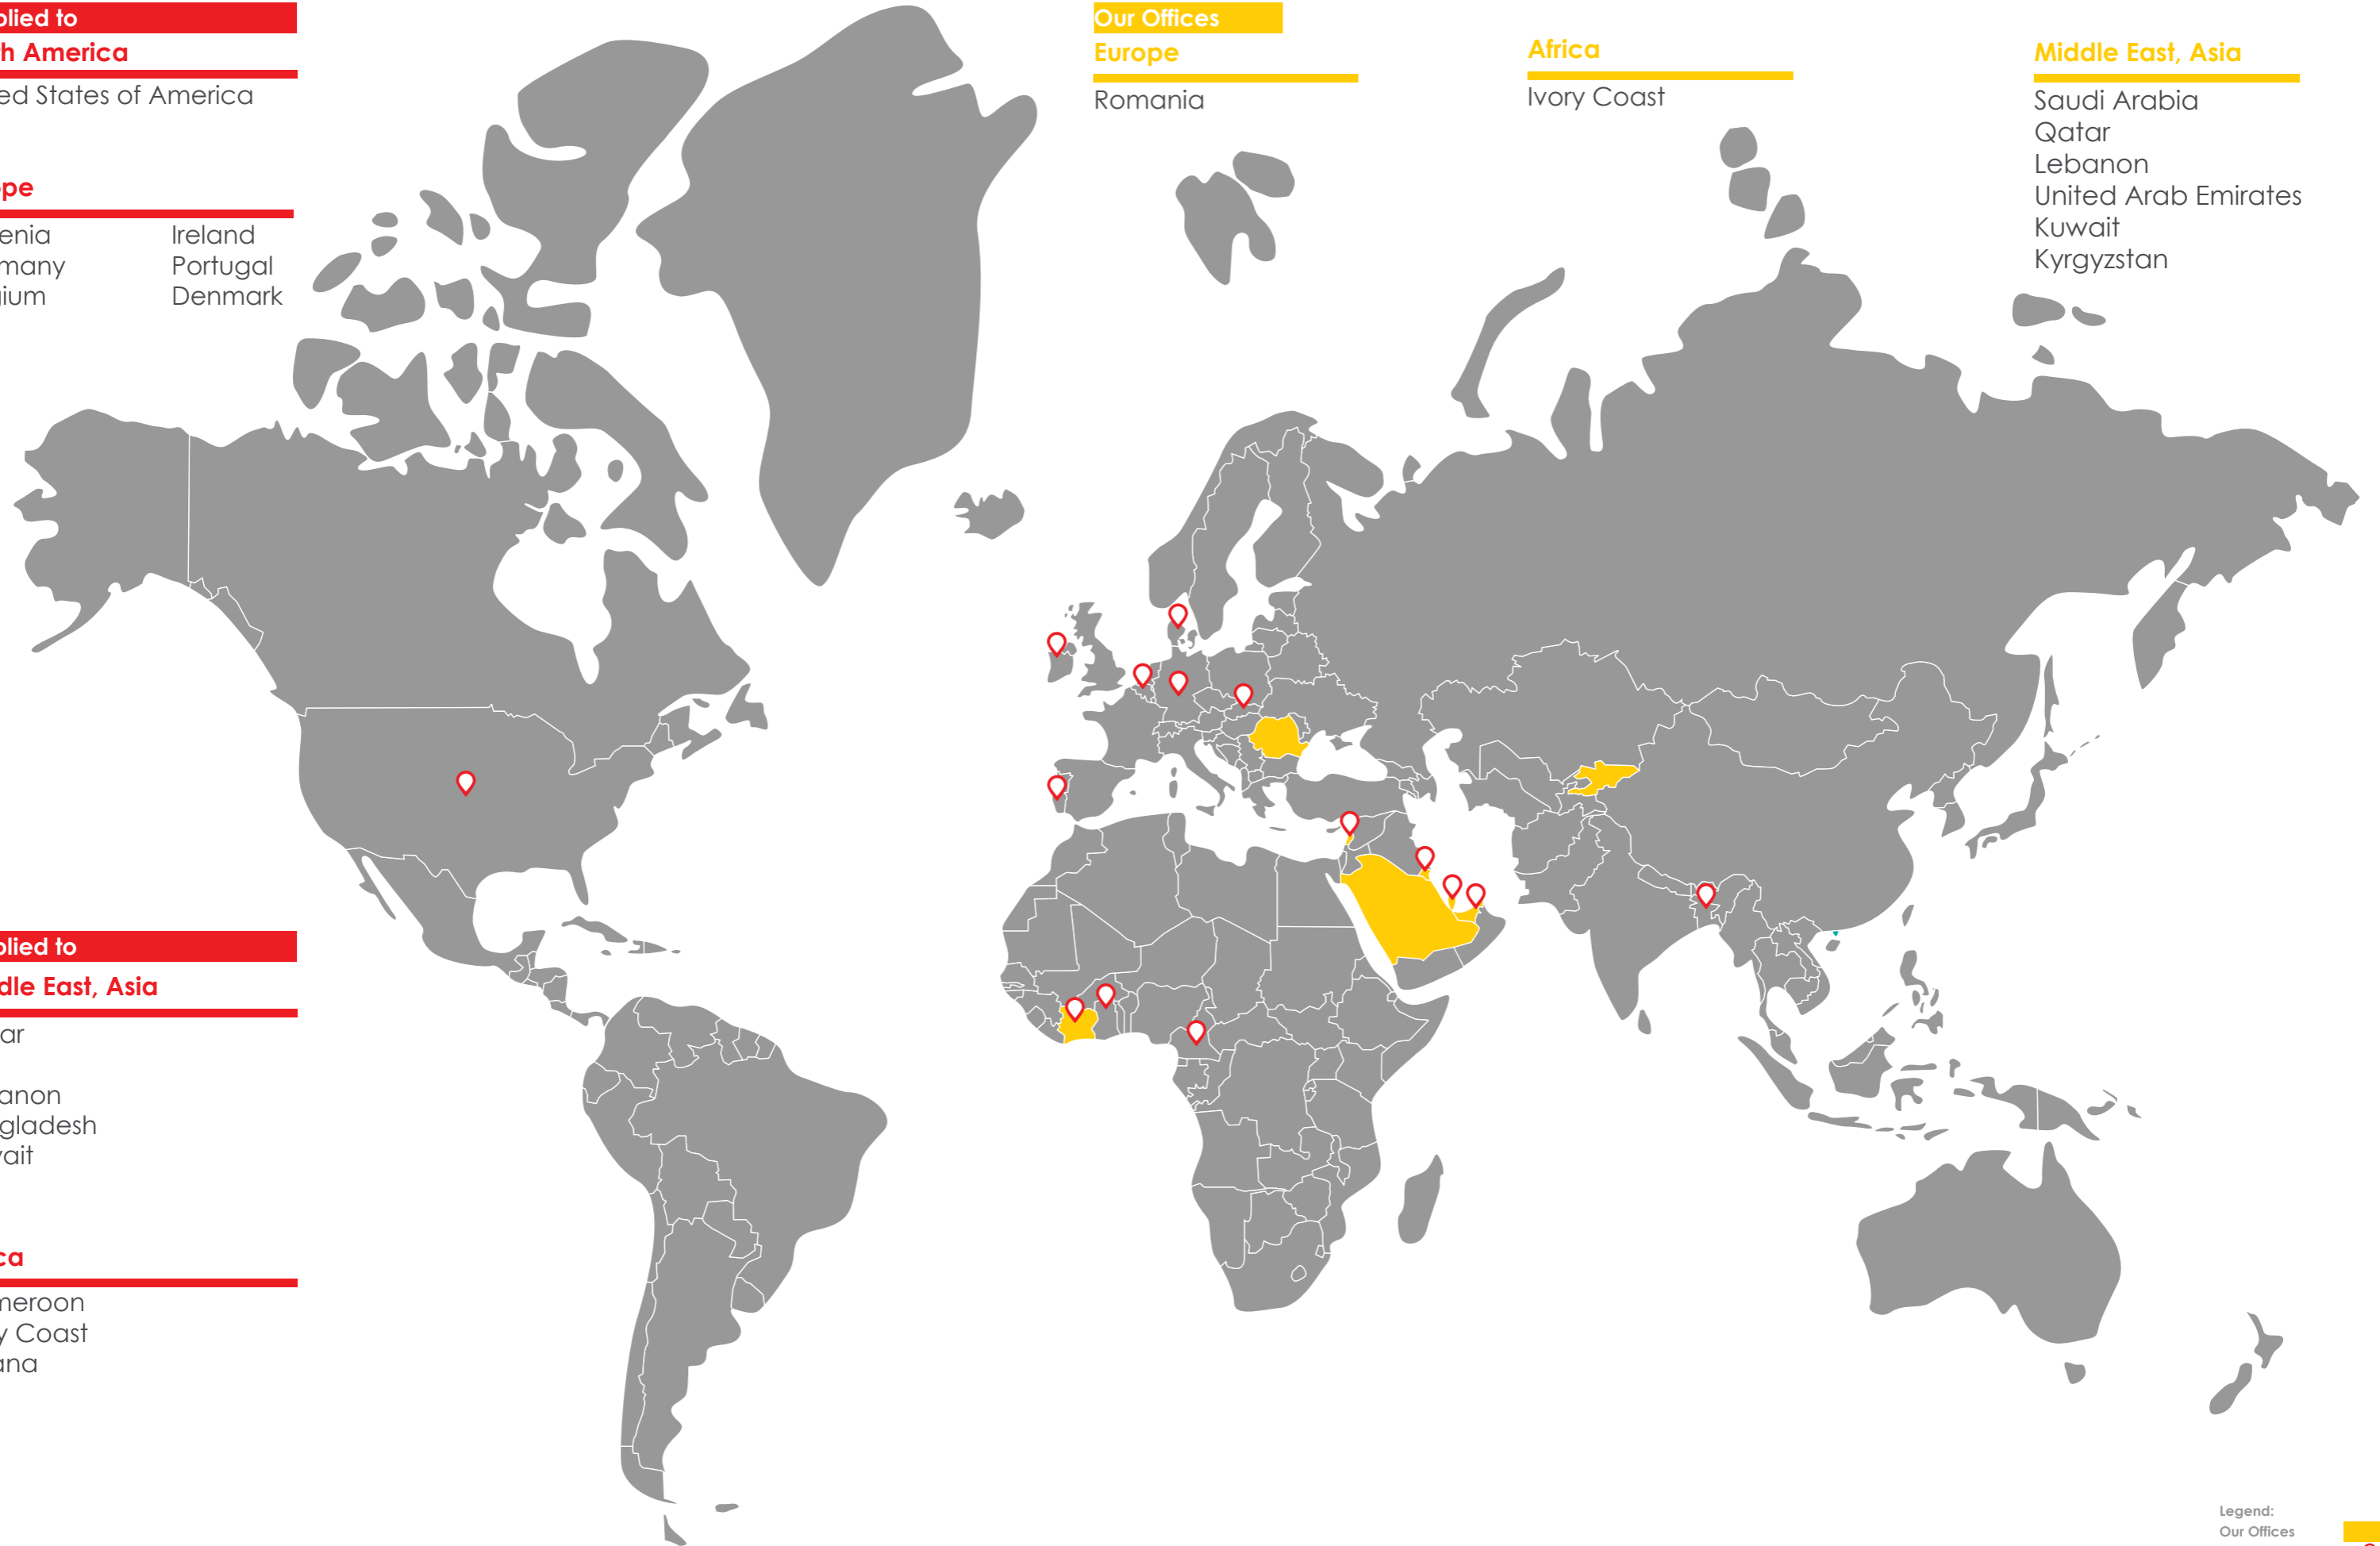 plied to
h America
ed States of America
pe
enia
many
ium
Ireland
Portugal
Denmark
Our Offices
Europe
Romania
Africa
Ivory Coast
Middle East, Asia
Saudi Arabia
Qatar
Lebanon
United Arab Emirates
Kuwait
Kyrgyzstan
plied to
dle East, Asia
ar
anon
gladesh
ait
ca
meroon
y Coast
ana
Legend:
Our Offices